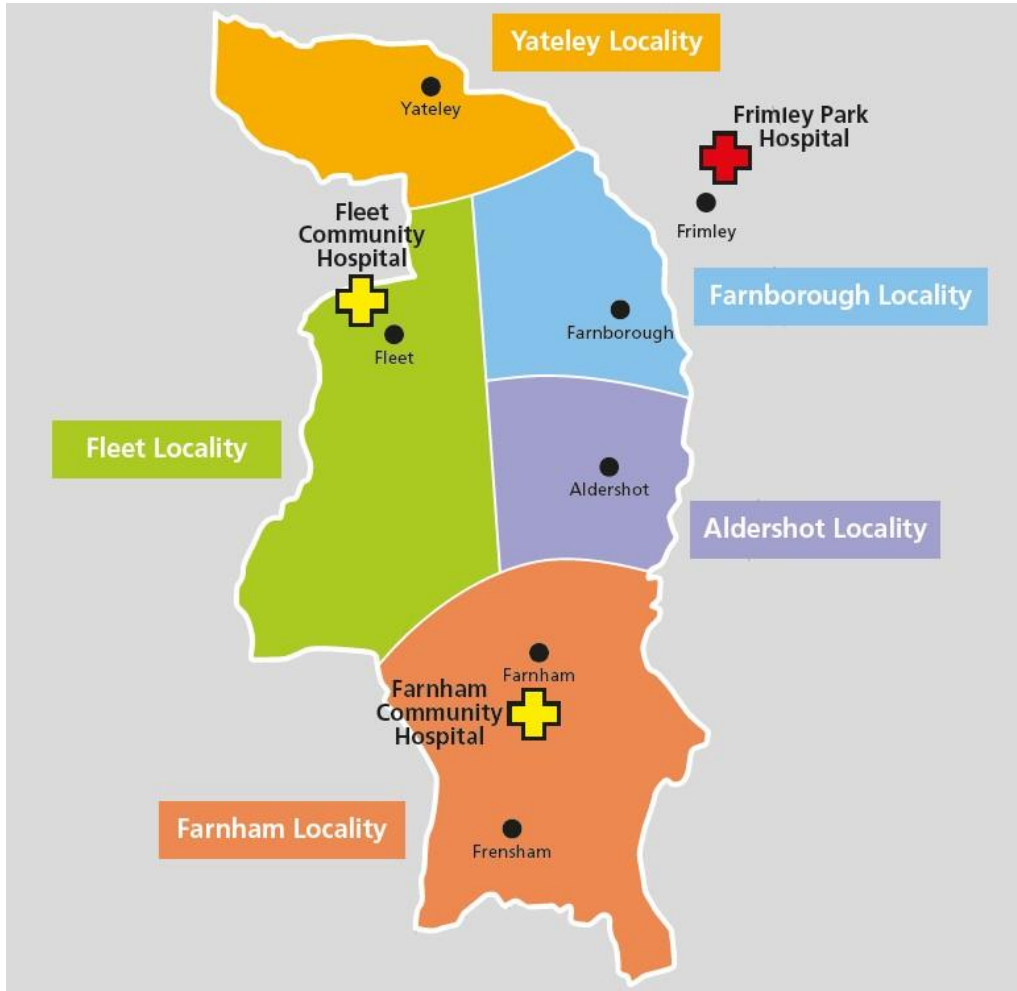 Yateley Locality
Yateley
Frimley Park
Hospital
Fleet
Community
Hospital
Frimley
Farnborough Locality
Farnborough
Fleet
Fleet Locality
Aldershot
Aldershot Locality
Farnham
Farnham
Community
Hospital
Farnham Locality
Frensham